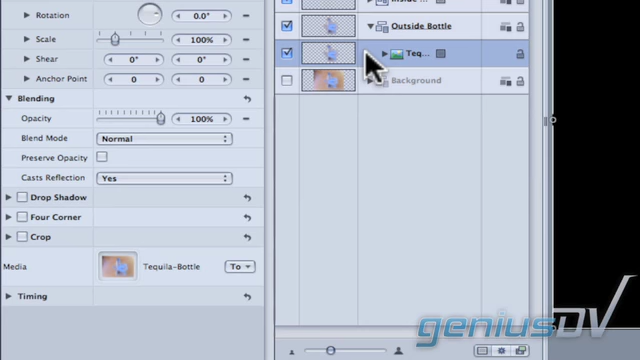 Inside ...
Rotation 0.0°
Outside Bottle
Scale 100%
Shear 0° 0°
Teq...
Anchor Point 0 0
Background
Blending
Opacity 100%
Blend Mode Normal
Preserve Opacity
Casts Reflection Yes
Drop Shadow
Four Corner
Crop
Media Tequila-Bottle To
Timing
geniusDV